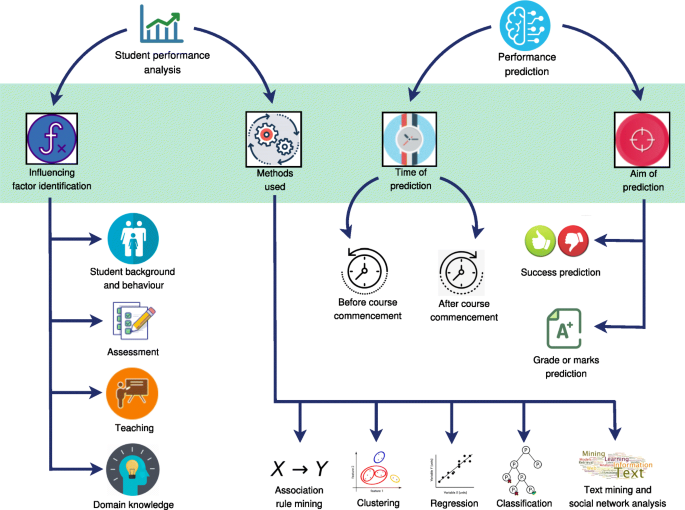 Student performance
analysis
Performance
prediction
Influencing
factor identification
Methods
used
Time of
prediction
Aim of
prediction
Student background
and behaviour
Assessment
Teaching
Domain knowledge
Before course
commencement
After course
commencement
Success prediction
A+
Grade or marks
prediction
X → Y
Association
rule mining
Clustering
Regression
P
P
P
P
P
P
Classification
Mining
Learning
Information
Text
Text mining and
social network analysis